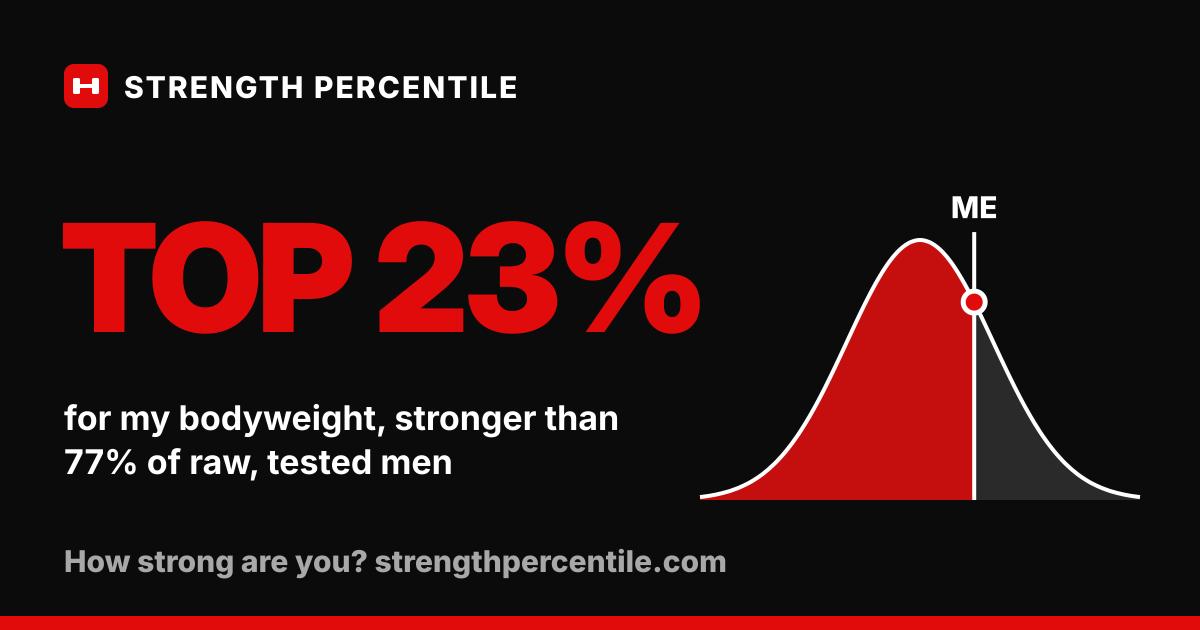 STRENGTH PERCENTILE
TOP 23%
ME
for my bodyweight, stronger than
77% of raw, tested men
How strong are you? strengthpercentile.com